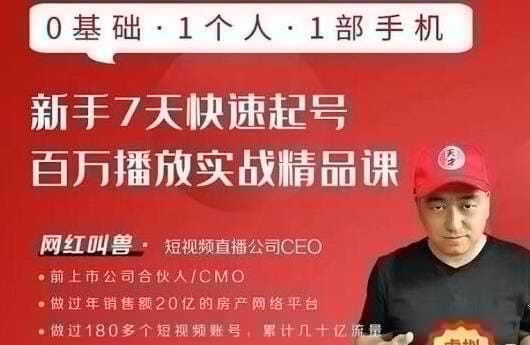 0基础·1个人·1部手机
新手7天快速起号
百万播放实战精品课
天才
网红叫兽· 短视频直播公司CEO
·前上市公司合伙人/CMO
·做过年销售额20亿的房产网络平台
·做过180多个短视频账号，累计几十亿流量
虚拟